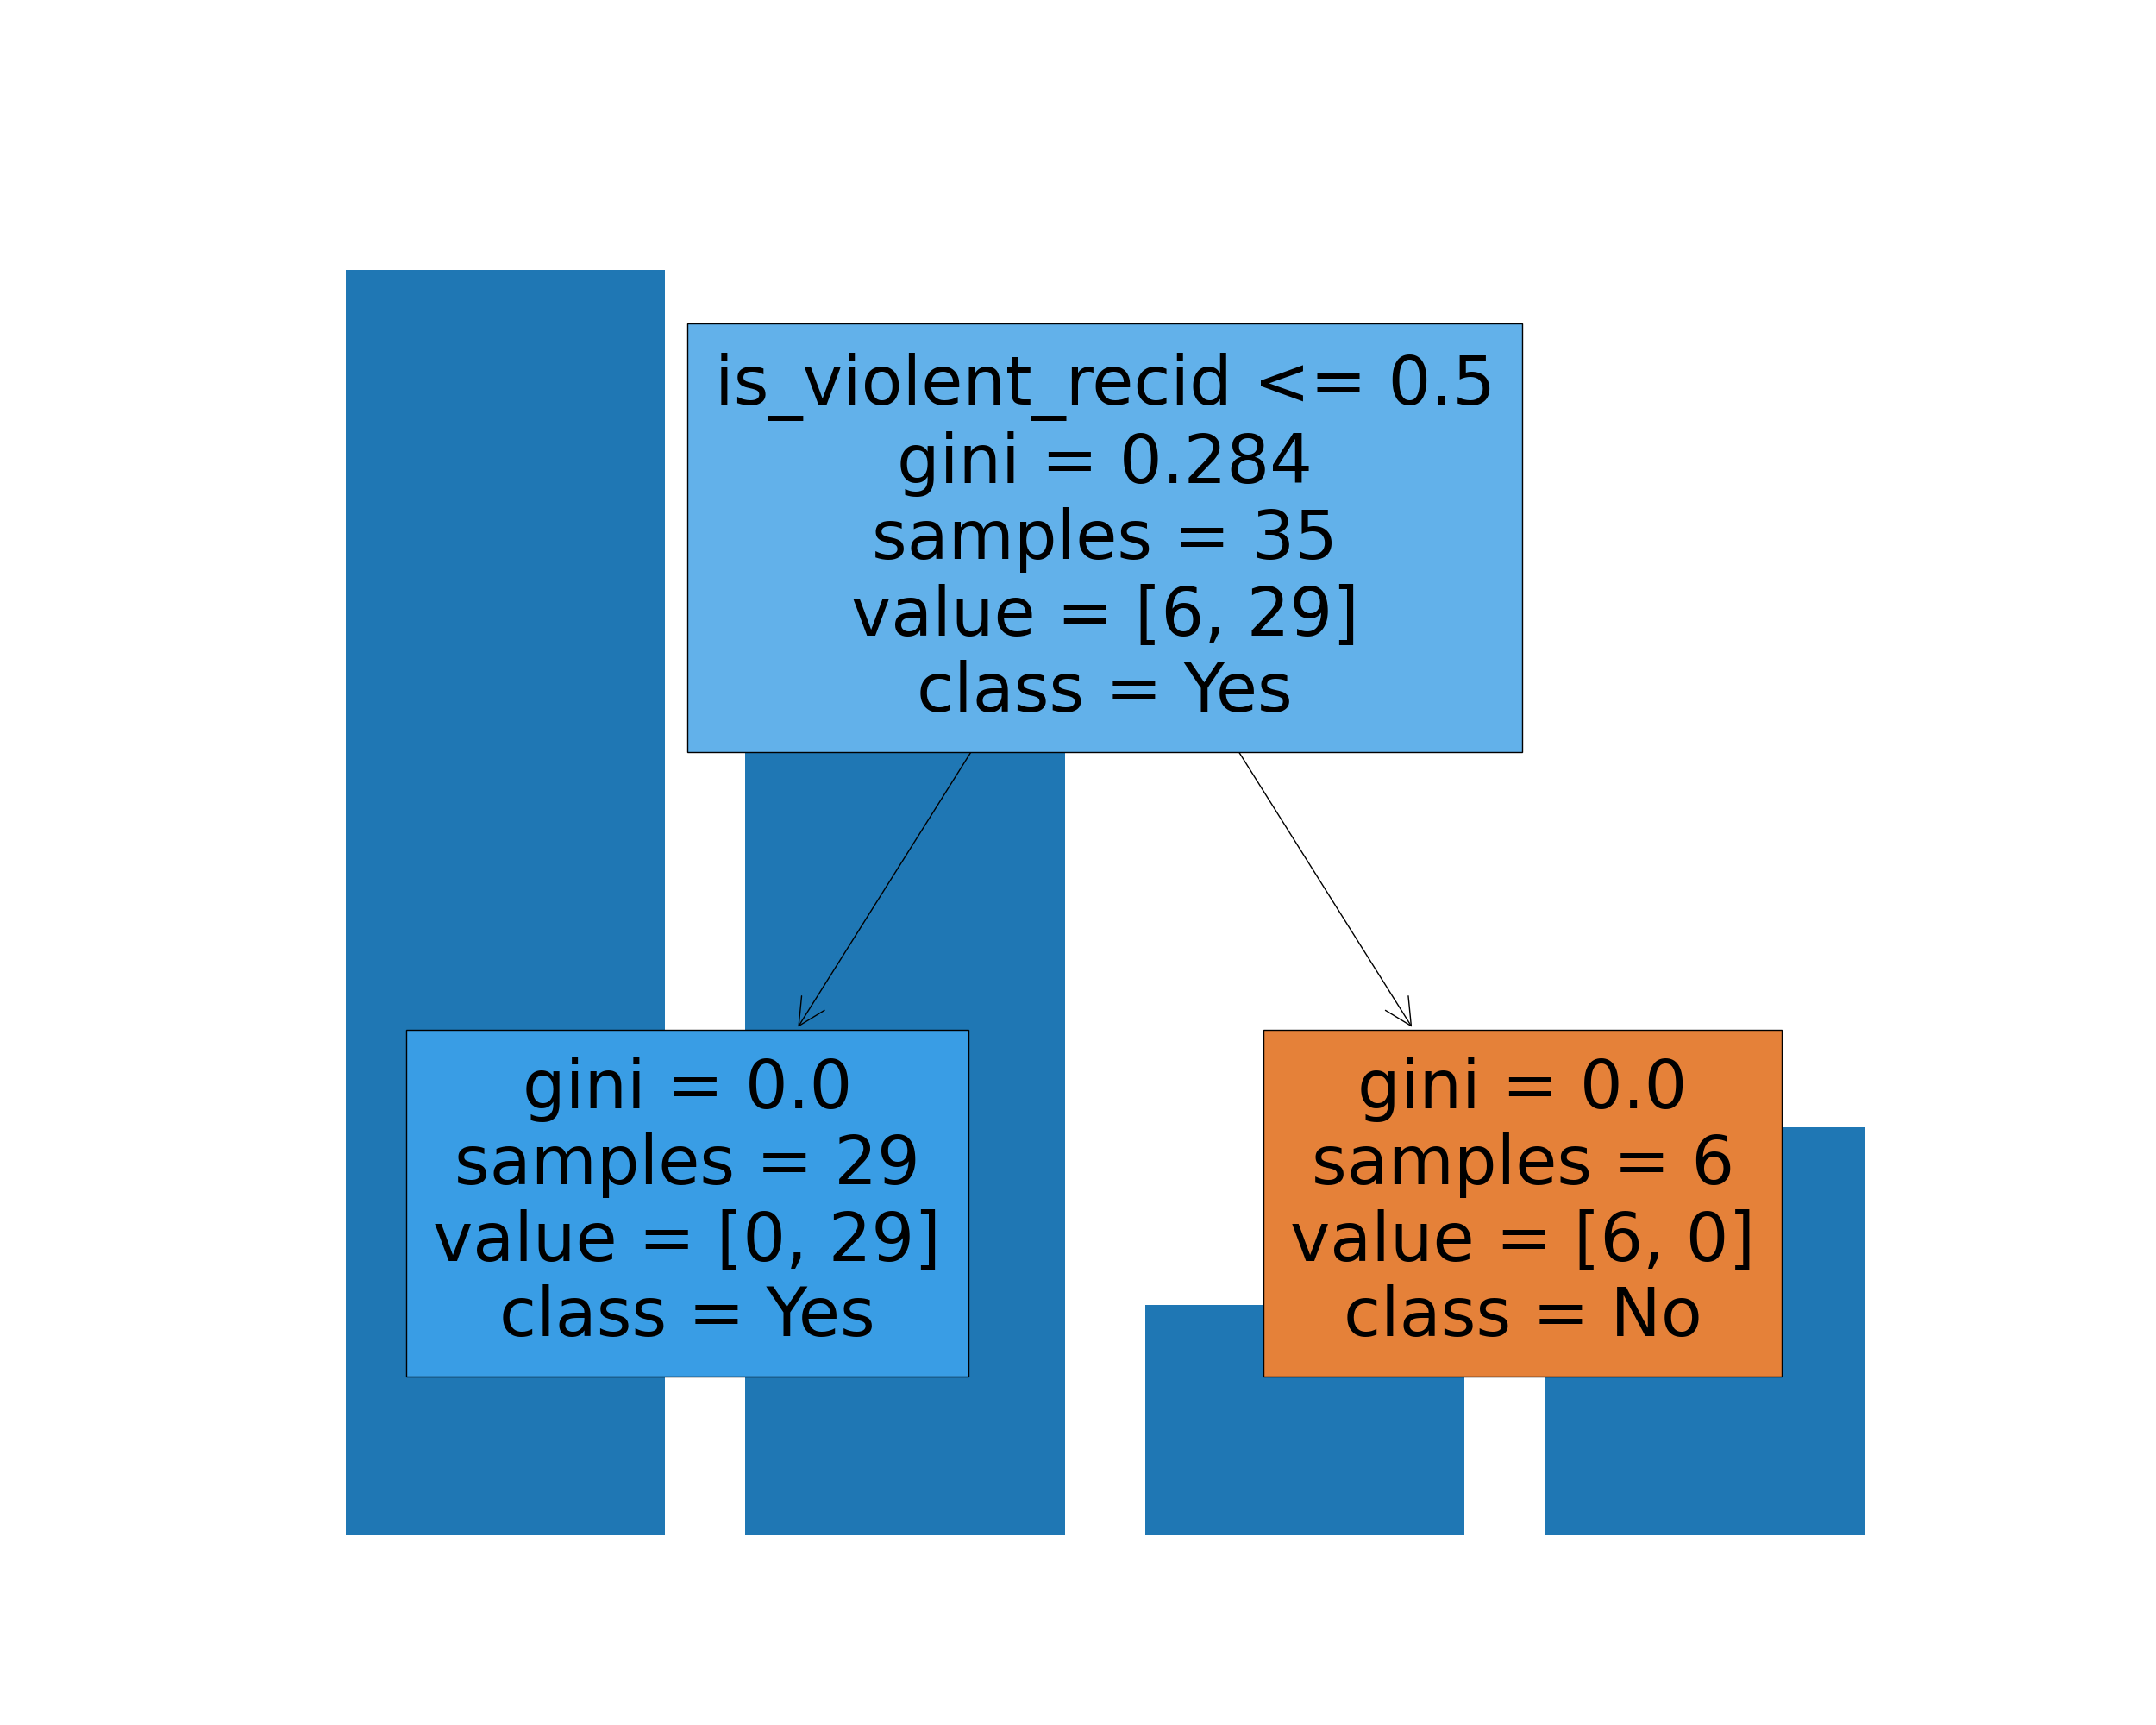 is_violent_recid <= 0.5
gini = 0.284
samples = 35
value = [6, 29]
class = Yes
gini = 0.0
samples = 29
value = [0, 29]
class = Yes
gini = 0.0
samples = 6
value = [6, 0]
class = No